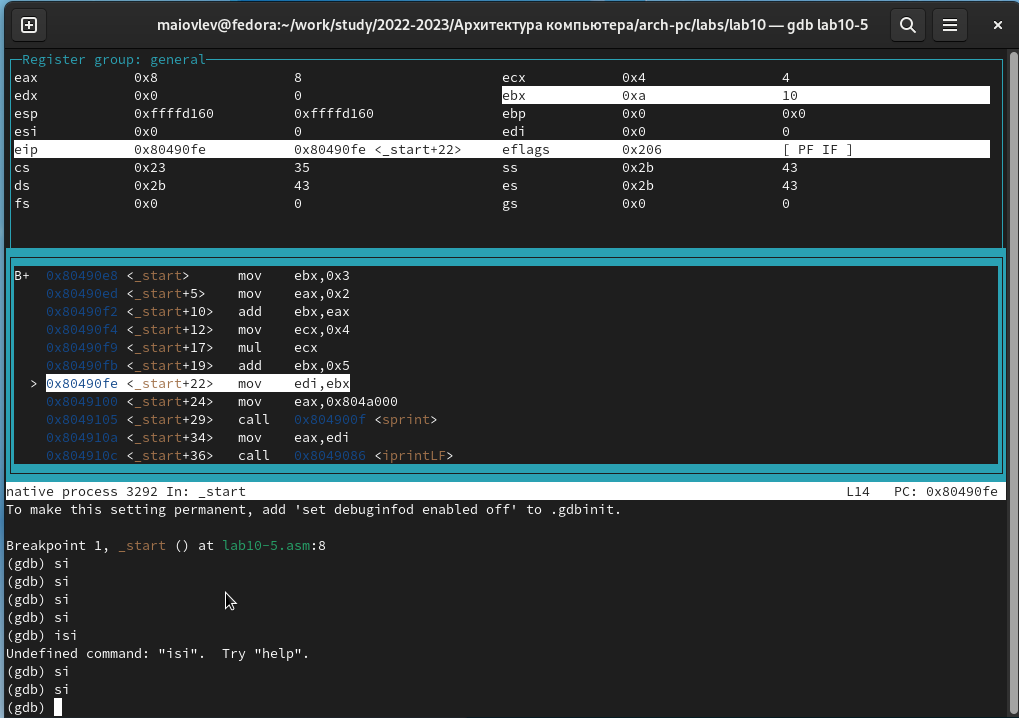 maiovlev@fedora:~/work/study/2022-2023/Архитектура компьютера/arch-pc/labs/lab10 — gdb lab10-5
Register group: general
eax 0x8 8 ecx 0x4 4
edx 0x0 0 ebx 0xa 10
esp 0xffffd160 0xffffd160 ebp 0x0 0x0
esi 0x0 0 edi 0x0 0
eip 0x80490fe 0x80490fe <_start+22> eflags 0x206 [ PF IF ]
cs 0x23 35 ss 0x2b 43
ds 0x2b 43 es 0x2b 43
fs 0x0 0 gs 0x0 0
B+ 0x80490e8 <_start> mov ebx,0x3
0x80490ed <_start+5> mov eax,0x2
0x80490f2 <_start+10> add ebx,eax
0x80490f4 <_start+12> mov ecx,0x4
0x80490f9 <_start+17> mul ecx
0x80490fb <_start+19> add ebx,0x5
> 0x80490fe <_start+22> mov edi,ebx
0x8049100 <_start+24> mov eax,0x804a000
0x8049105 <_start+29> call 0x804900f <sprint>
0x804910a <_start+34> mov eax,edi
0x804910c <_start+36> call 0x8049086 <iprintLF>
native process 3292 In: _start L14 PC: 0x80490fe
To make this setting permanent, add 'set debuginfod enabled off' to .gdbinit.
Breakpoint 1, _start () at lab10-5.asm:8
(gdb) si
(gdb) si
(gdb) si
(gdb) si
(gdb) isi
Undefined command: "isi". Try "help".
(gdb) si
(gdb) si
(gdb)